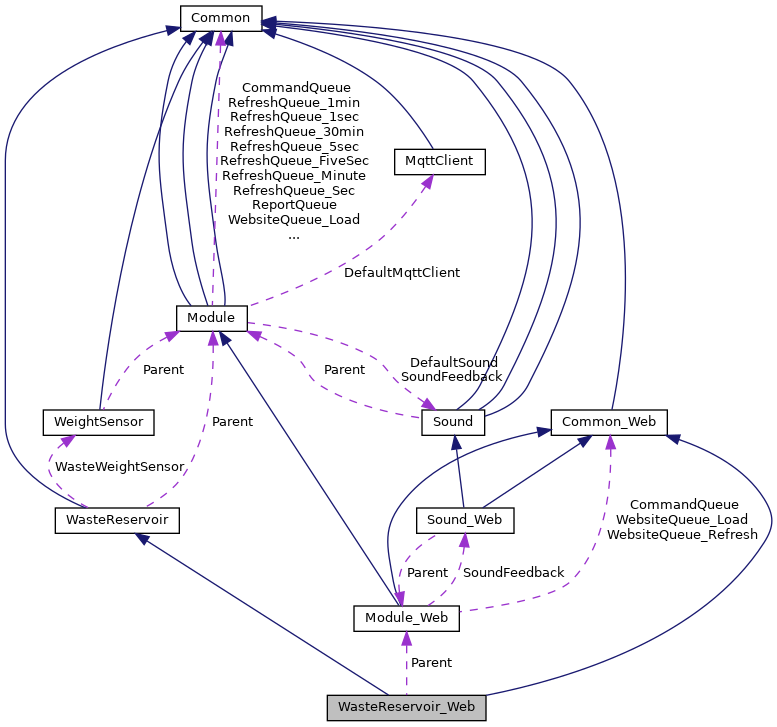 Common
CommandQueue
RefreshQueue_1min
RefreshQueue_1sec
RefreshQueue_30min
RefreshQueue_5sec
RefreshQueue_FiveSec
RefreshQueue_Minute
RefreshQueue_Sec
ReportQueue
WebsiteQueue_Load
...
MqttClient
DefaultMqttClient
Module
Parent
Parent
DefaultSound
SoundFeedback
WeightSensor
Parent
Sound
Common_Web
WasteWeightSensor
WasteReservoir
Sound_Web
CommandQueue
WebsiteQueue_Load
WebsiteQueue_Refresh
Parent
SoundFeedback
Module_Web
Parent
WasteReservoir_Web